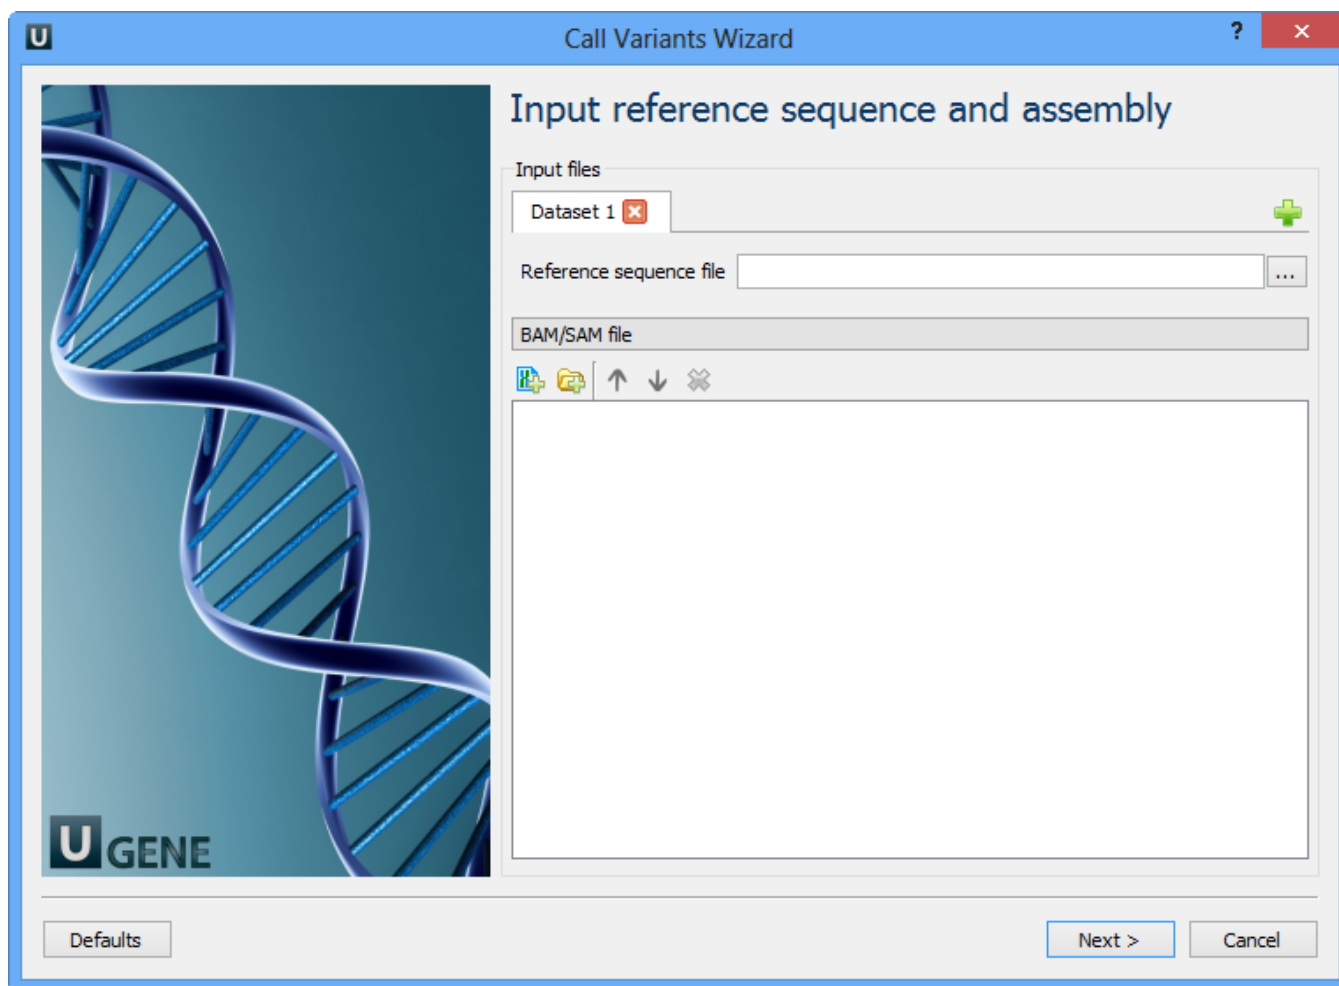 U
Call Variants Wizard
?
Input reference sequence and assembly
Input files
Dataset 1
Reference sequence file
...
BAM/SAM file
U GENE
Defaults
Next >
Cancel